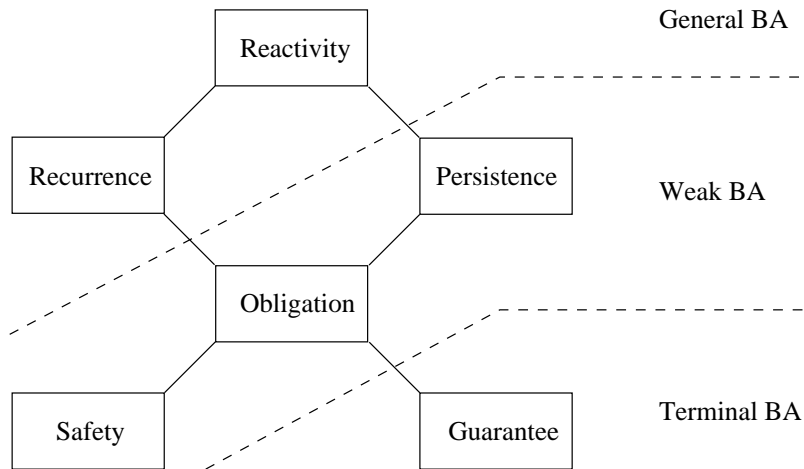 General BA
Reactivity
Recurrence
Persistence
Weak BA
Obligation
Safety
Guarantee
Terminal BA